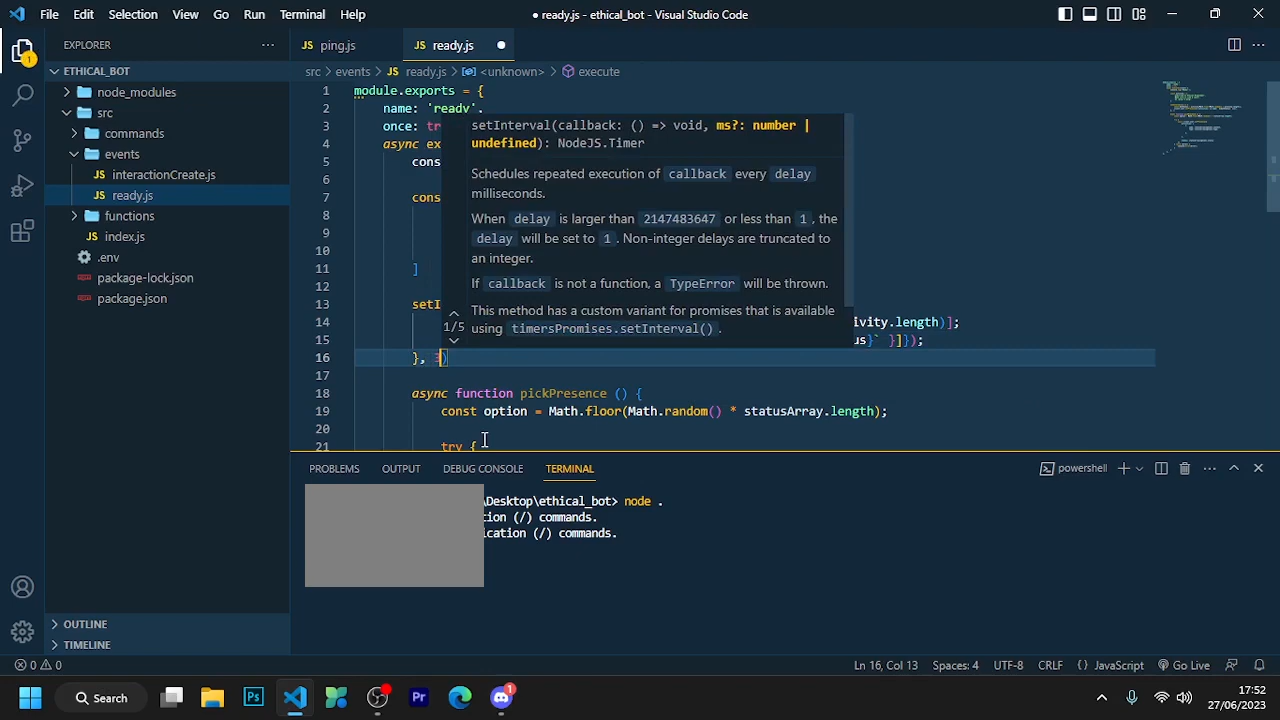 File Edit Selection View Go Run Terminal Help
● ready.js - ethical_bot - Visual Studio Code
EXPLORER
ETHICAL_BOT
node_modules
src
commands
events
JS interactionCreate.js
JS ready.js
functions
JS index.js
.env
package-lock.json
package.json
OUTLINE
TIMELINE
1
JS ping.js
JS ready.js
src > events > JS ready.js > <unknown> > execute
1 module.exports = {
2 name: 'ready',
3 once: tr
4 async ex
5 cons
6
7 cons
8
9
10
11 ]
12
13 setI
14 ivity.length)];
15 us}` }]});
16 }, 3)
17
18 async function pickPresence () {
19 const option = Math.floor(Math.random() * statusArray.length);
20
21 try {
setInterval(callback: () => void, ms?: number |
undefined): NodeJS.Timer
Schedules repeated execution of callback every delay
milliseconds.
When delay is larger than 2147483647 or less than 1, the
delay will be set to 1. Non-integer delays are truncated to
an integer.
If callback is not a function, a TypeError will be thrown.
This method has a custom variant for promises that is available
using timersPromises.setInterval().
1/5
PROBLEMS OUTPUT DEBUG CONSOLE TERMINAL
powershell
\Desktop\ethical_bot> node .
tion (/) commands.
ication (/) commands.
0 0
Ln 16, Col 13 Spaces: 4 UTF-8 CRLF {} JavaScript Go Live
Search
Ps
Pr
1
17:52
27/06/2023